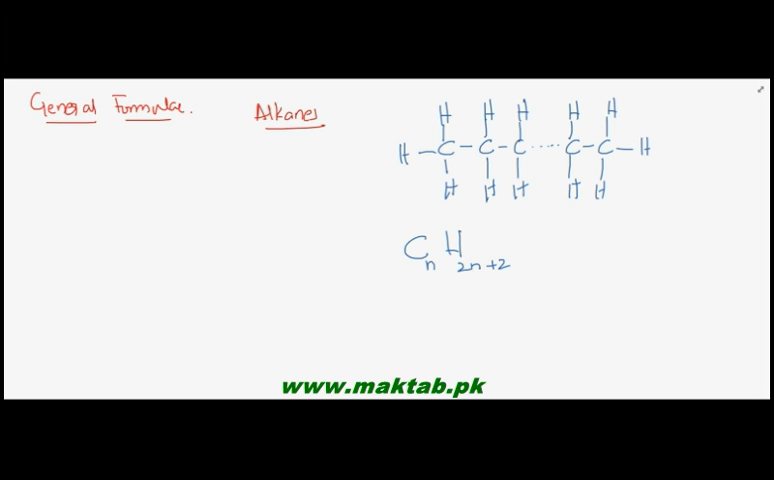 General Formulae. Alkanes
H H H H H
H - C - C - C ..... C - C - H
H H H H H
CnH2n+2
www.maktab.pk